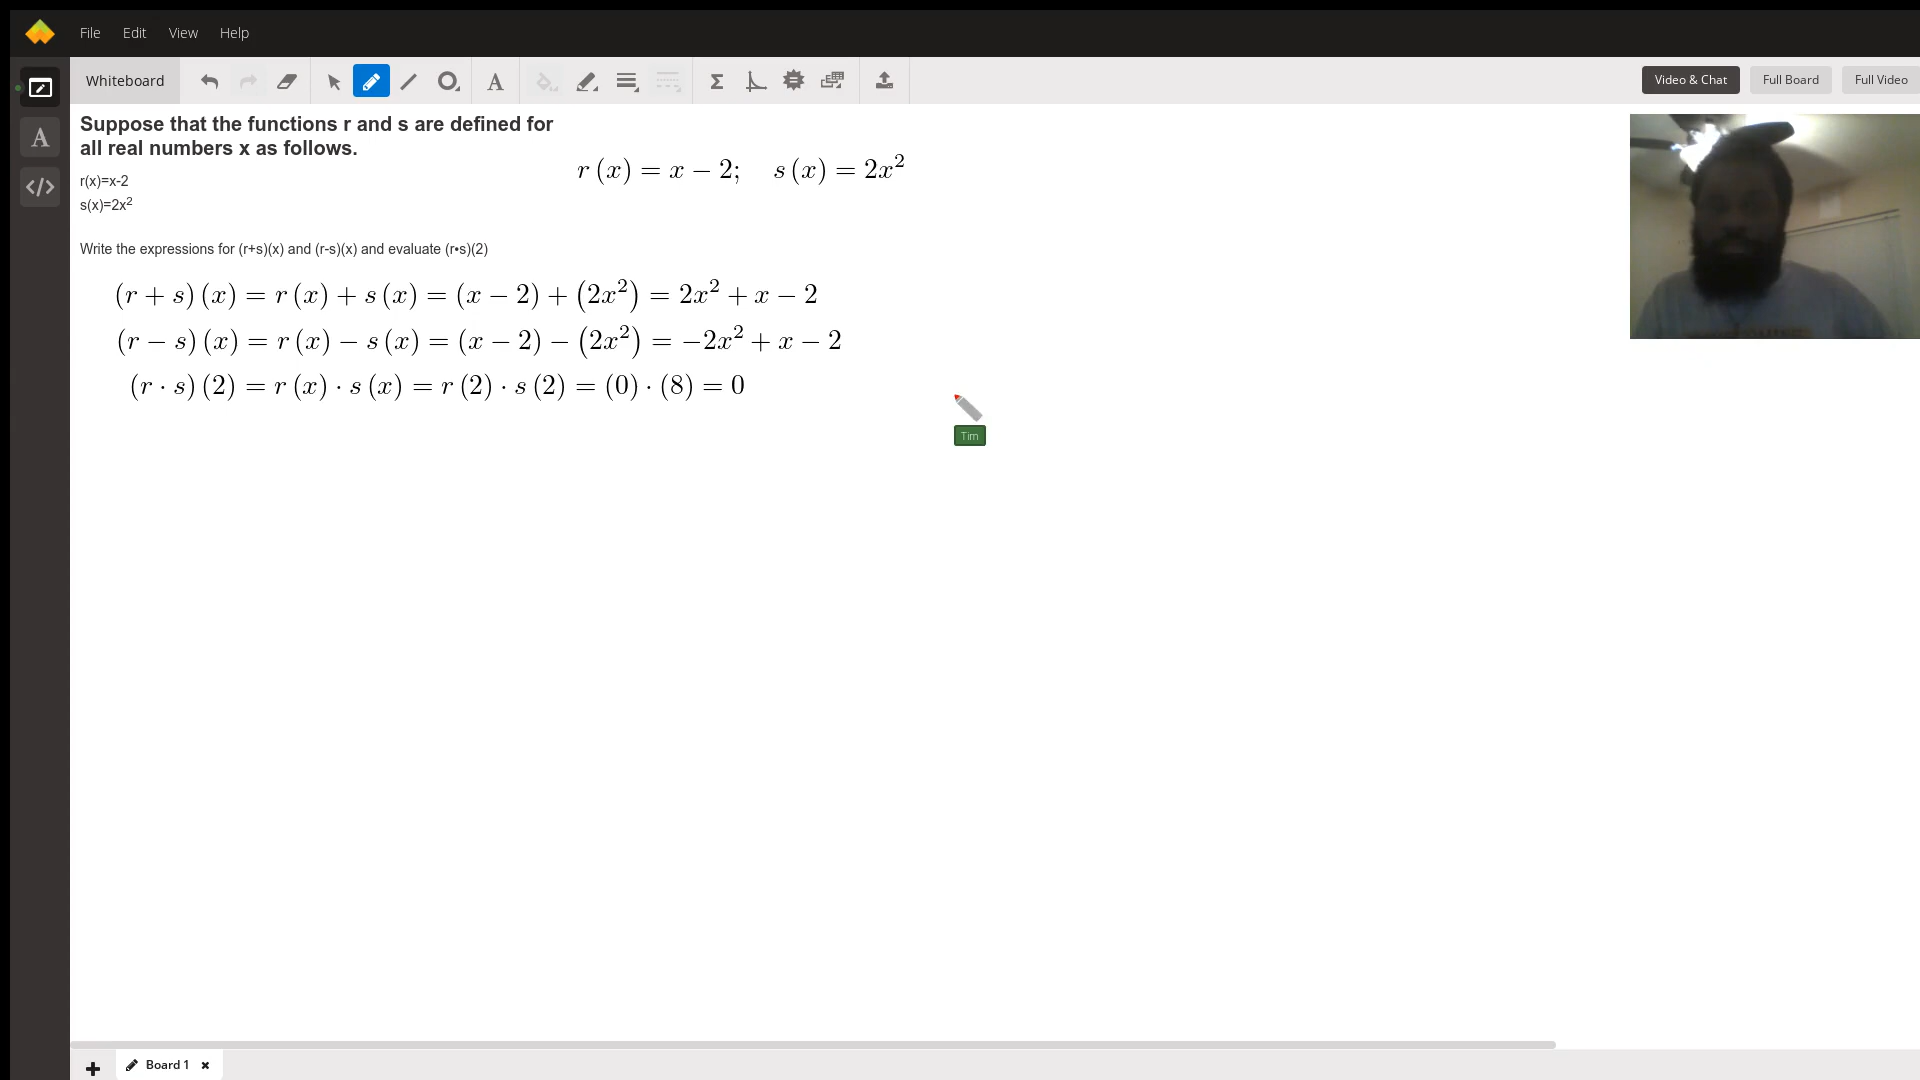 File Edit View Help
Whiteboard A Σ Video & Chat Full Board Full Video
A
</>
Suppose that the functions r and s are defined for
all real numbers x as follows.
r(x)=x-2
s(x)=2x²
r (x) = x − 2; s (x) = 2x²
Write the expressions for (r+s)(x) and (r-s)(x) and evaluate (r•s)(2)
(r + s) (x) = r (x) + s (x) = (x − 2) + (2x²) = 2x² + x − 2
(r − s) (x) = r (x) − s (x) = (x − 2) − (2x²) = −2x² + x − 2
(r · s) (2) = r (x) · s (x) = r (2) · s (2) = (0) · (8) = 0
Tim
Board 1